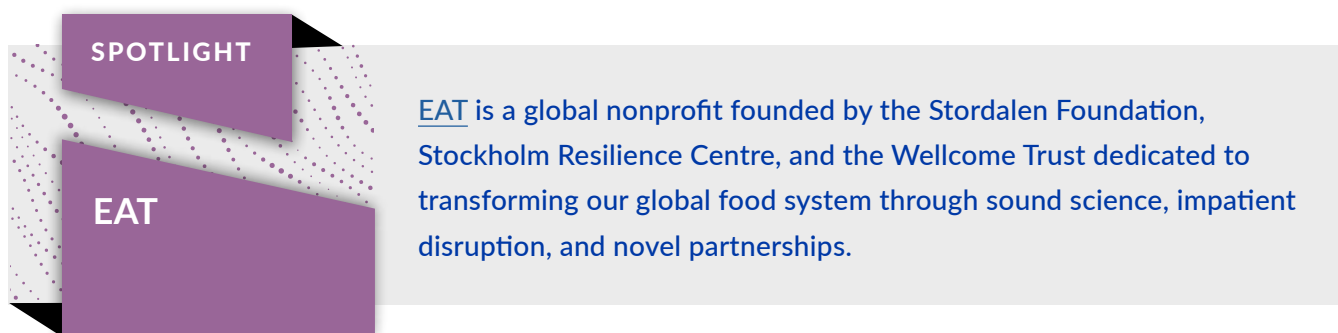 SPOTLIGHT
EAT
EAT is a global nonprofit founded by the Stordalen Foundation,
Stockholm Resilience Centre, and the Wellcome Trust dedicated to
transforming our global food system through sound science, impatient
disruption, and novel partnerships.